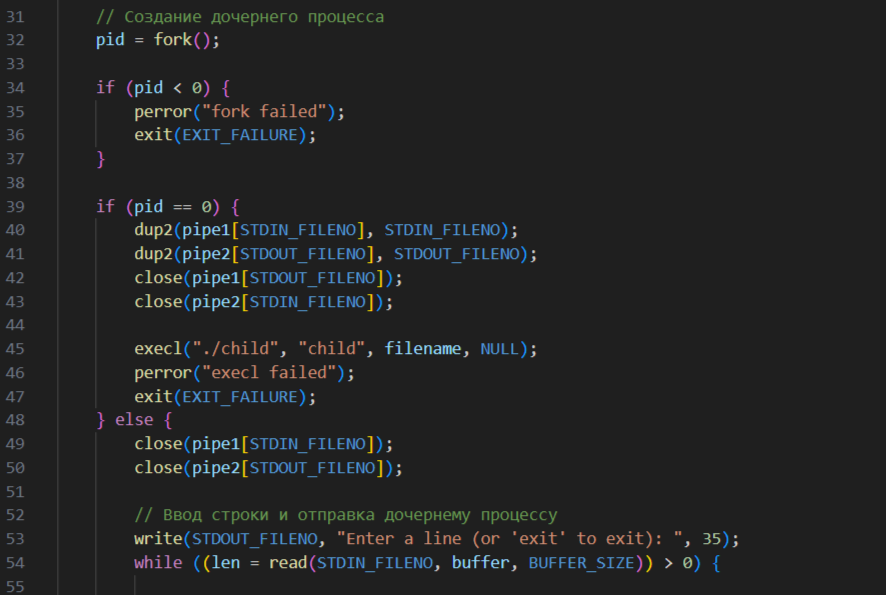 31 // Создание дочернего процесса
32 pid = fork();
33
34 if (pid < 0) {
35 perror("fork failed");
36 exit(EXIT_FAILURE);
37 }
38
39 if (pid == 0) {
40 dup2(pipe1[STDIN_FILENO], STDIN_FILENO);
41 dup2(pipe2[STDOUT_FILENO], STDOUT_FILENO);
42 close(pipe1[STDOUT_FILENO]);
43 close(pipe2[STDIN_FILENO]);
44
45 execl("./child", "child", filename, NULL);
46 perror("execl failed");
47 exit(EXIT_FAILURE);
48 } else {
49 close(pipe1[STDIN_FILENO]);
50 close(pipe2[STDOUT_FILENO]);
51
52 // Ввод строки и отправка дочернему процессу
53 write(STDOUT_FILENO, "Enter a line (or 'exit' to exit): ", 35);
54 while ((len = read(STDIN_FILENO, buffer, BUFFER_SIZE)) > 0) {
55